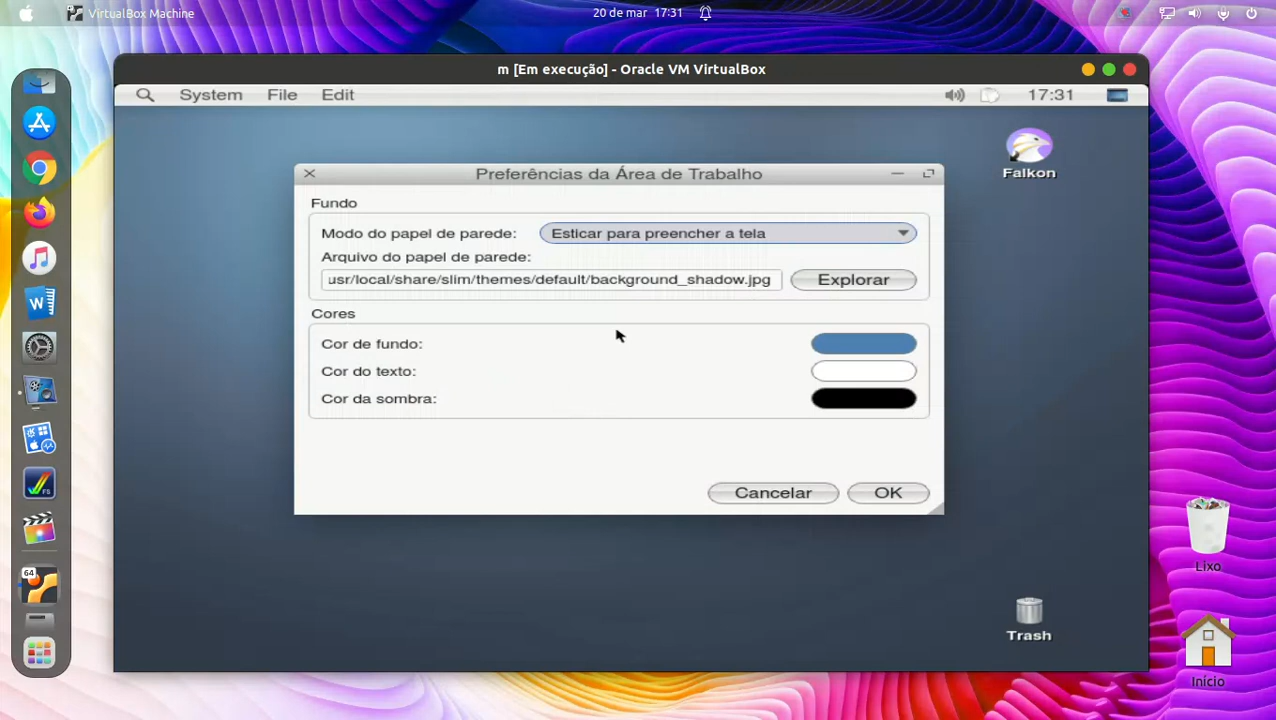 VirtualBox Machine
20 de mar 17:31
m [Em execução] - Oracle VM VirtualBox
System File Edit
17:31
Falkon
Preferências da Área de Trabalho
Fundo
Modo do papel de parede: Esticar para preencher a tela
Arquivo do papel de parede:
usr/local/share/slim/themes/default/background_shadow.jpg Explorar
Cores
Cor de fundo:
Cor do texto:
Cor da sombra:
Cancelar OK
FS
64
Lixo
Trash
Início